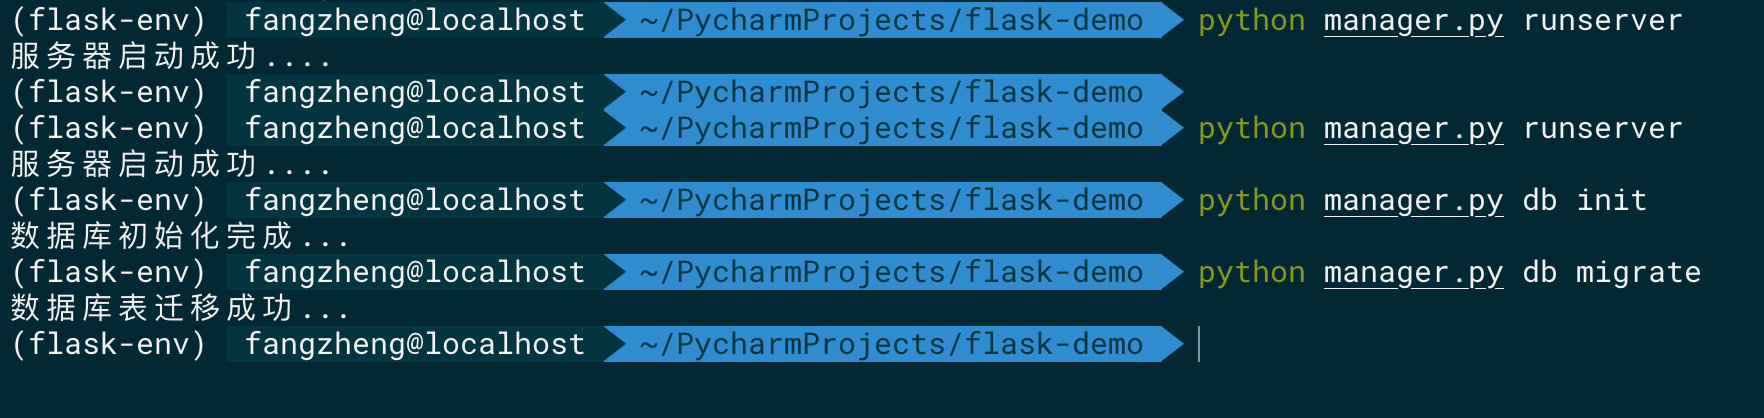 (flask-env) fangzheng@localhost ~/PycharmProjects/flask-demo python manager.py runserver
服务器启动成功....
(flask-env) fangzheng@localhost ~/PycharmProjects/flask-demo
(flask-env) fangzheng@localhost ~/PycharmProjects/flask-demo python manager.py runserver
服务器启动成功....
(flask-env) fangzheng@localhost ~/PycharmProjects/flask-demo python manager.py db init
数据库初始化完成...
(flask-env) fangzheng@localhost ~/PycharmProjects/flask-demo python manager.py db migrate
数据库表迁移成功...
(flask-env) fangzheng@localhost ~/PycharmProjects/flask-demo